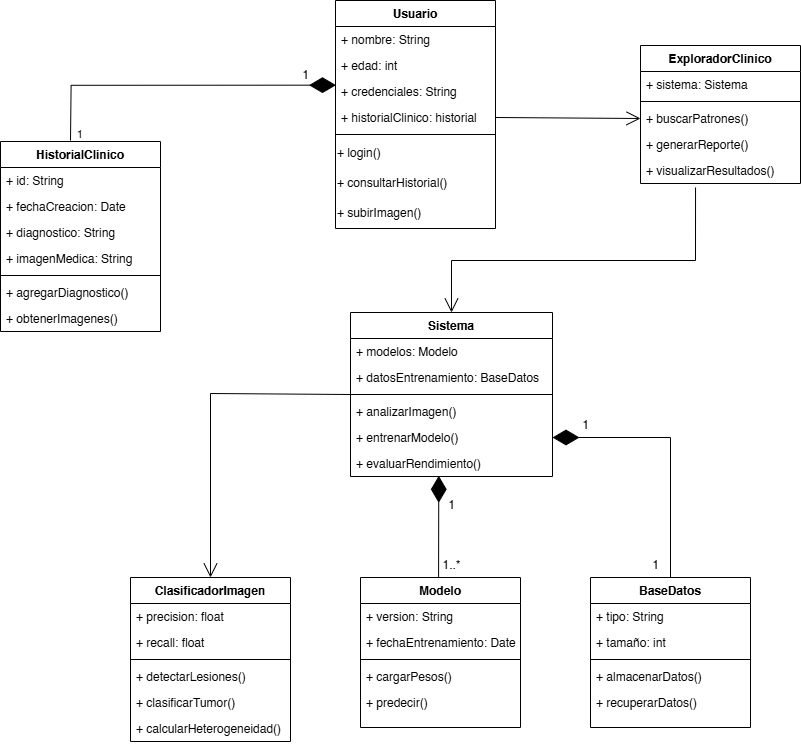 Usuario
+ nombre: String
+ edad: int
+ credenciales: String
+ historialClinico: historial
+ login()
+ consultarHistorial()
+ subirImagen()
ExploradorClinico
+ sistema: Sistema
+ buscarPatrones()
+ generarReporte()
+ visualizarResultados()
1
1
HistorialClinico
+ id: String
+ fechaCreacion: Date
+ diagnostico: String
+ imagenMedica: String
+ agregarDiagnostico()
+ obtenerImagenes()
Sistema
+ modelos: Modelo
+ datosEntrenamiento: BaseDatos
+ analizarImagen()
+ entrenarModelo()
+ evaluarRendimiento()
1
1
1..*
1
ClasificadorImagen
+ precision: float
+ recall: float
+ detectarLesiones()
+ clasificarTumor()
+ calcularHeterogeneidad()
Modelo
+ version: String
+ fechaEntrenamiento: Date
+ cargarPesos()
+ predecir()
BaseDatos
+ tipo: String
+ tamaño: int
+ almacenarDatos()
+ recuperarDatos()